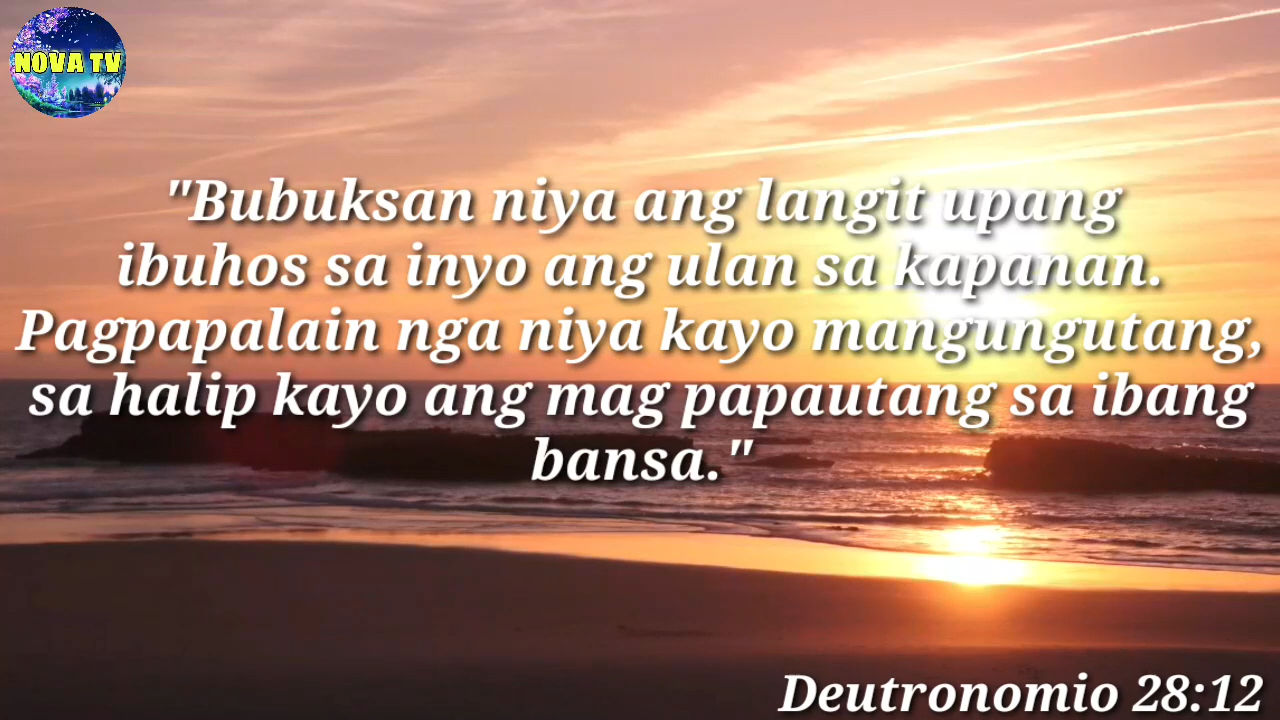 NOVA TV
"Bubuksan niya ang langit upang
ibuhos sa inyo ang ulan sa kapanan.
Pagpapalain nga niya kayo mangungutang,
sa halip kayo ang mag papautang sa ibang
bansa."
Deutronomio 28:12